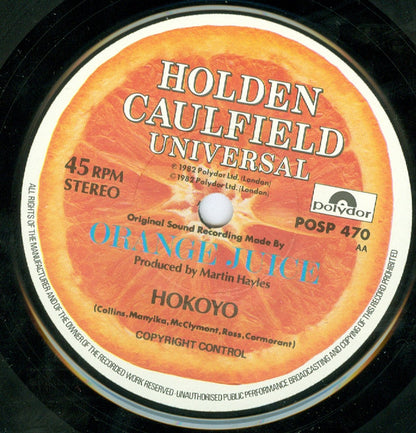 HOLDEN
CAULFIELD
UNIVERSAL
℗ 1982 Polydor Ltd. (London)
© 1982 Polydor Ltd. (London)
45 RPM
STEREO
polydor
POSP 470
AA
Original Sound Recording Made By
ORANGE JUICE
Produced by Martin Hayles
HOKOYO
(Collins, Manyika, McClymont, Ross, Carmorant)
COPYRIGHT CONTROL
ALL RIGHTS OF THE MANUFACTURER AND OF THE OWNER OF THE RECORDED WORK RESERVED · UNAUTHORISED PUBLIC PERFORMANCE BROADCASTING AND COPYING OF THIS RECORD PROHIBITED